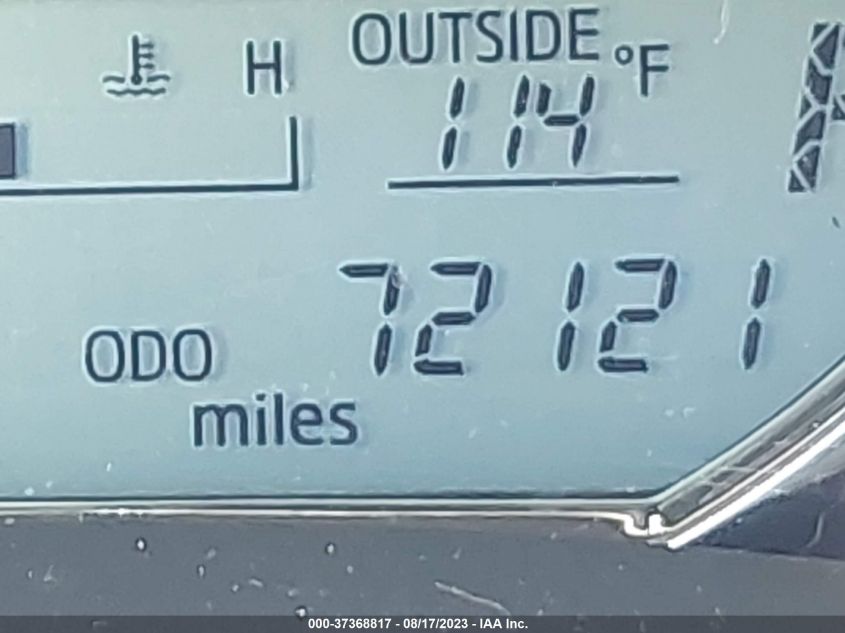 H OUTSIDE °F
114
72121
ODO
miles
000-37368817 - 08/17/2023 - IAA Inc.